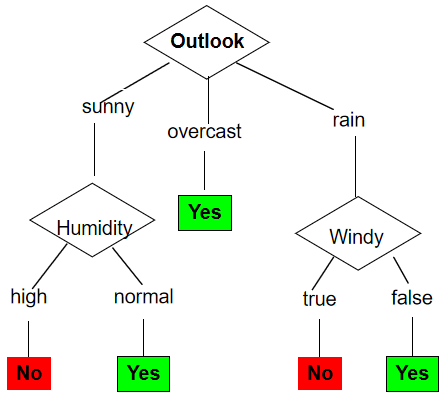 Outlook
sunny
overcast
rain
Yes
Humidity
Windy
high
normal
true
false
No
Yes
No
Yes